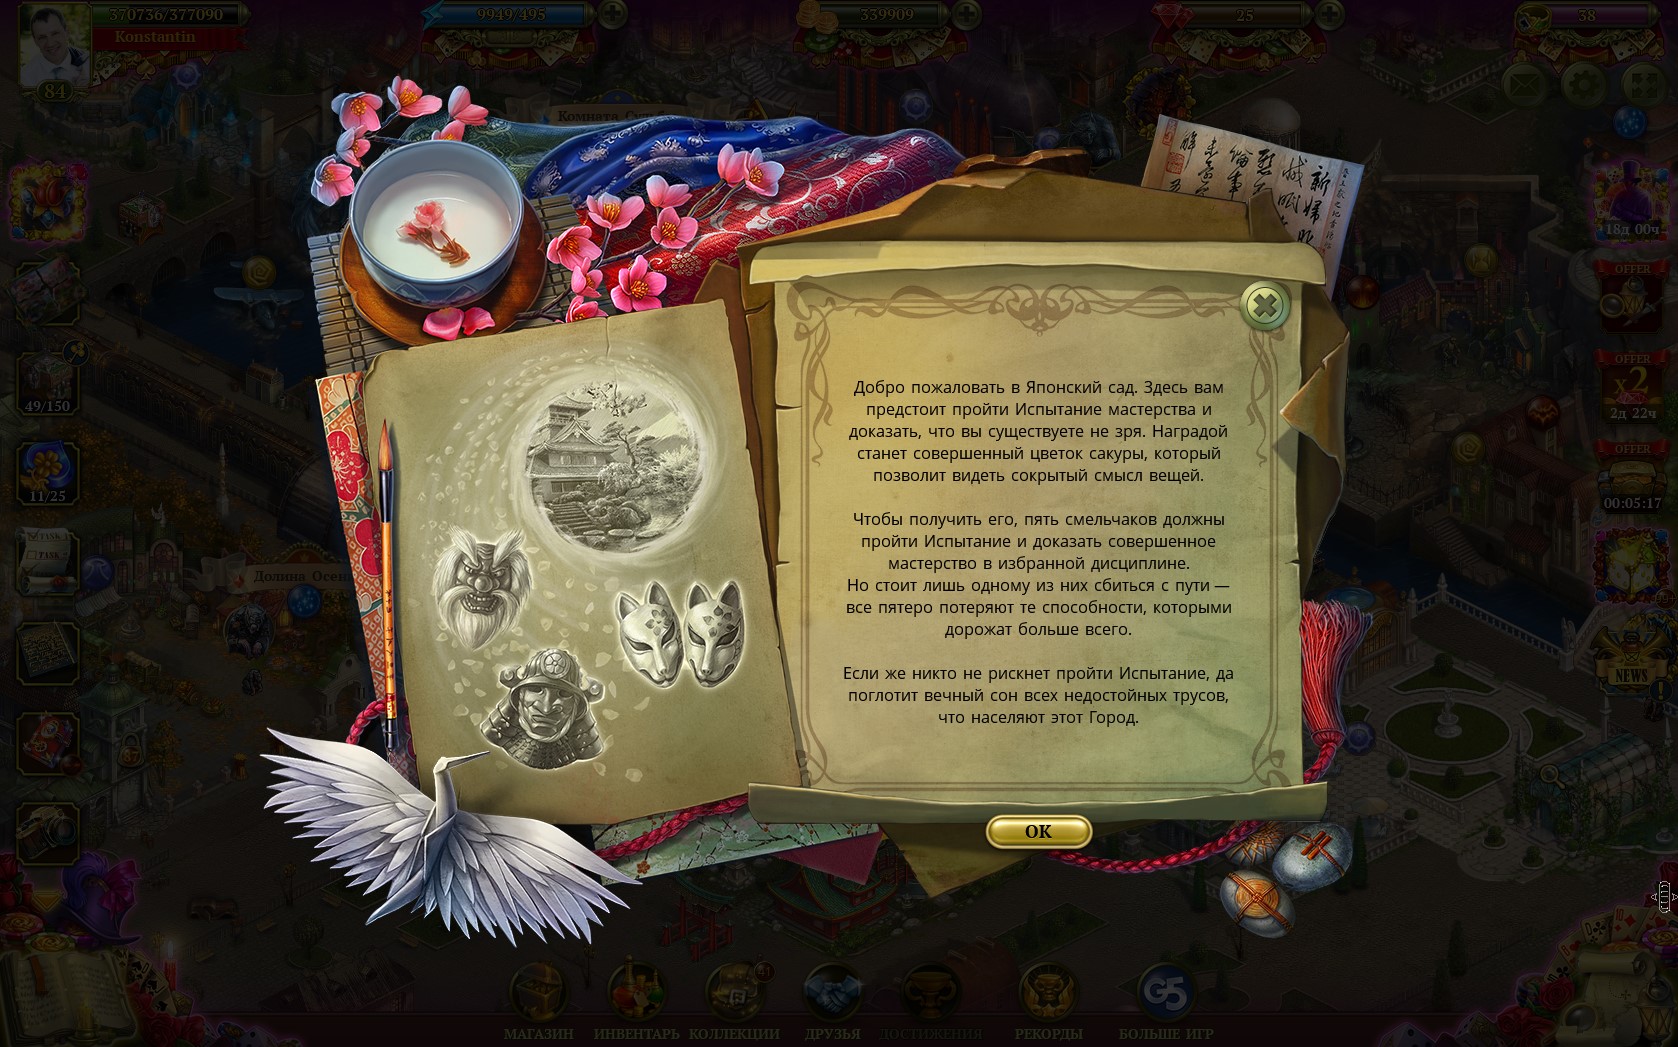 370736/377090
9949/495
339909
25
38
Konstantin
84
18д 00ч
OFFER
OFFER
x2
2д 22ч
49/150
OFFER
11/25
00:05:17
Добро пожаловать в Японский сад. Здесь вам
предстоит пройти Испытание мастерства и
доказать, что вы существуете не зря. Наградой
станет совершенный цветок сакуры, который
позволит видеть сокрытый смысл вещей.
Чтобы получить его, пять смельчаков должны
пройти Испытание и доказать совершенное
мастерство в избранной дисциплине.
Но стоит лишь одному из них сбиться с пути —
все пятеро потеряют те способности, которыми
дорожат больше всего.
Если же никто не рискнет пройти Испытание, да
поглотит вечный сон всех недостойных трусов,
что населяют этот Город.
NEWS
87
OK
41
G5
МАГАЗИН
ИНВЕНТАРЬ
КОЛЛЕКЦИИ
ДРУЗЬЯ
ДОСТИЖЕНИЯ
РЕКОРДЫ
БОЛЬШЕ ИГР